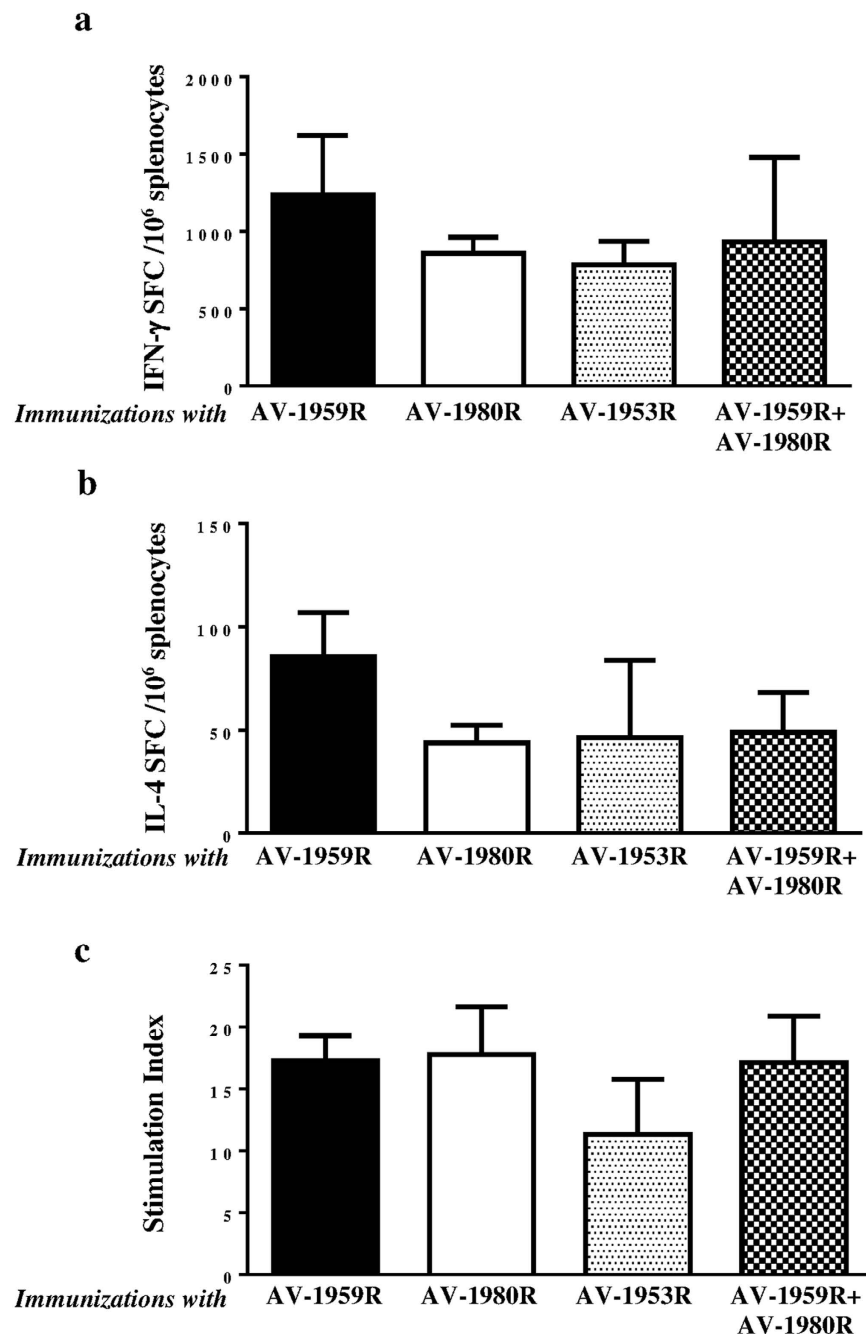 a
IFN-γ SFC /10⁶ splenocytes
2000
1500
1000
500
0
Immunizations with AV-1959R AV-1980R AV-1953R AV-1959R+
AV-1980R
b
IL-4 SFC /10⁶ splenocytes
150
100
50
0
Immunizations with AV-1959R AV-1980R AV-1953R AV-1959R+
AV-1980R
c
Stimulation Index
25
20
15
10
5
0
Immunizations with AV-1959R AV-1980R AV-1953R AV-1959R+
AV-1980R